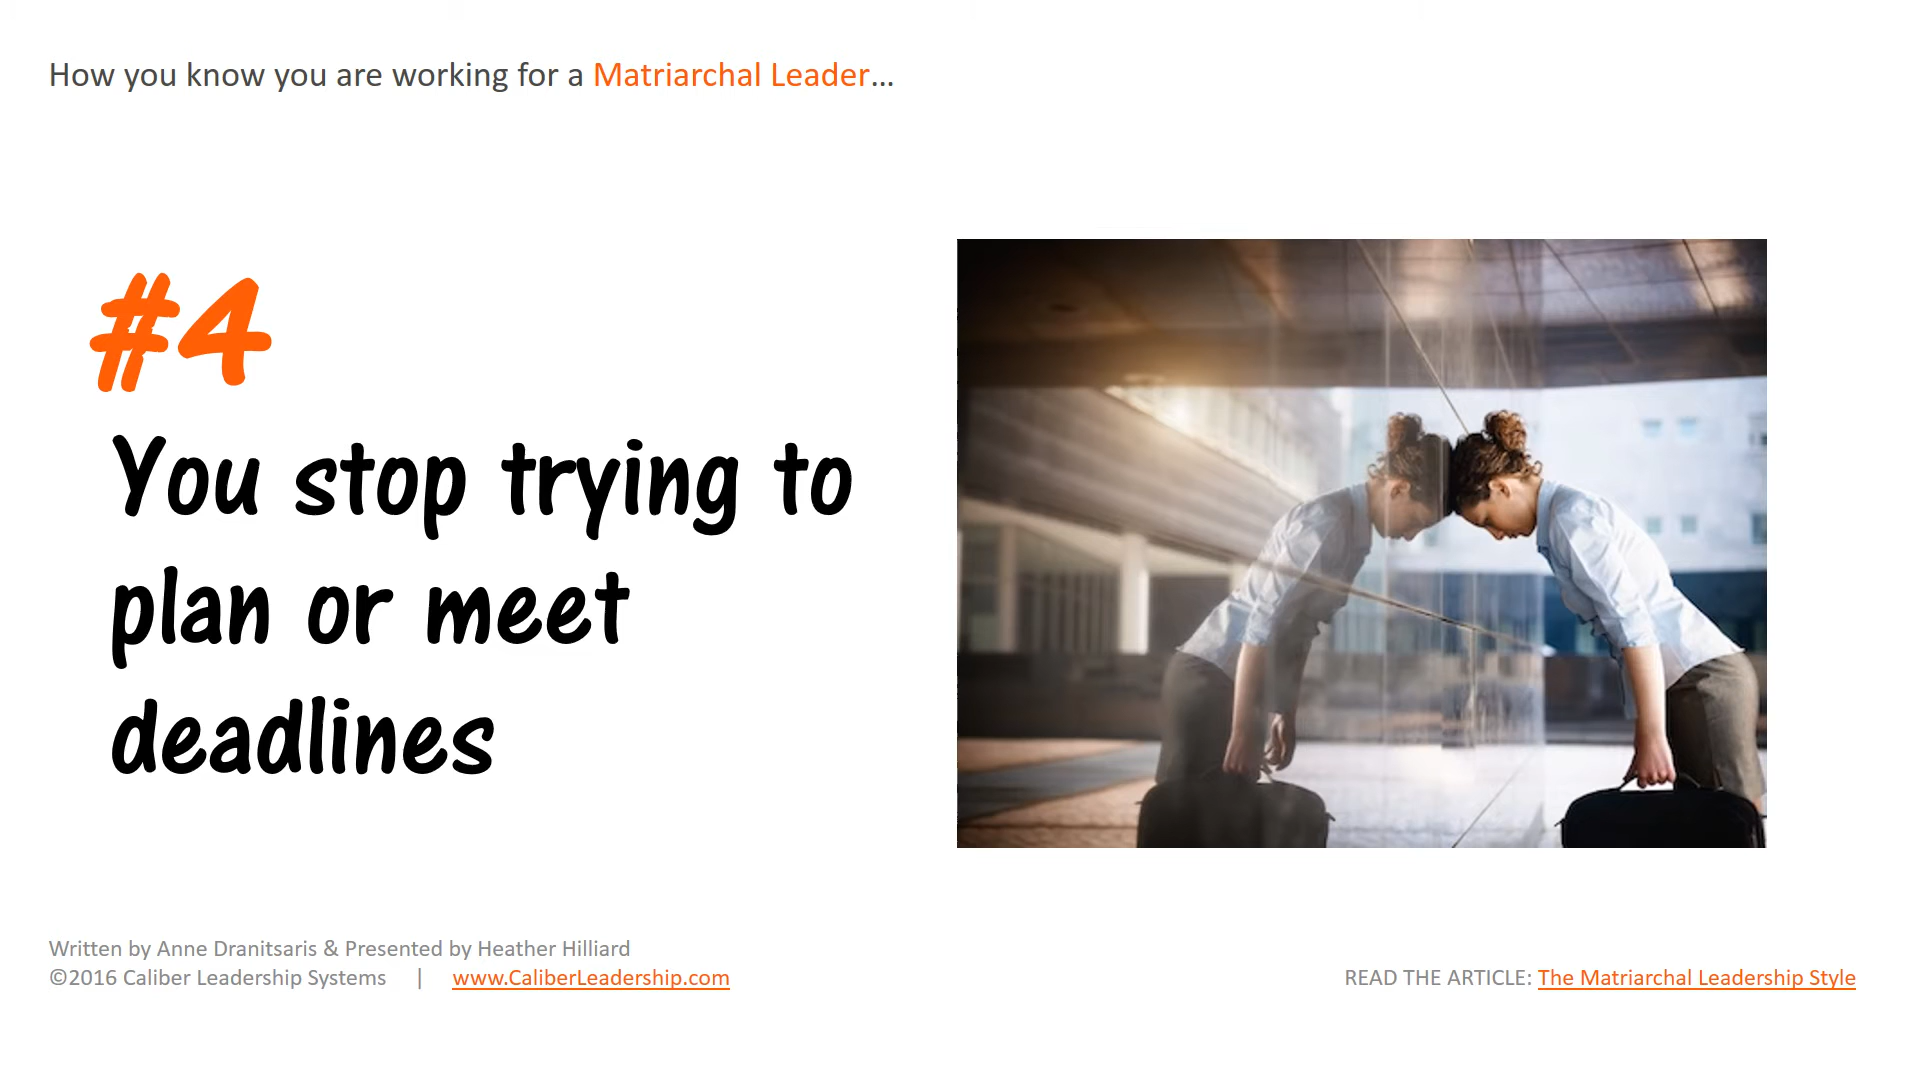 How you know you are working for a Matriarchal Leader...
#4
You stop trying to
plan or meet
deadlines
Written by Anne Dranitsaris & Presented by Heather Hilliard
©2016 Caliber Leadership Systems | www.CaliberLeadership.com
READ THE ARTICLE: The Matriarchal Leadership Style